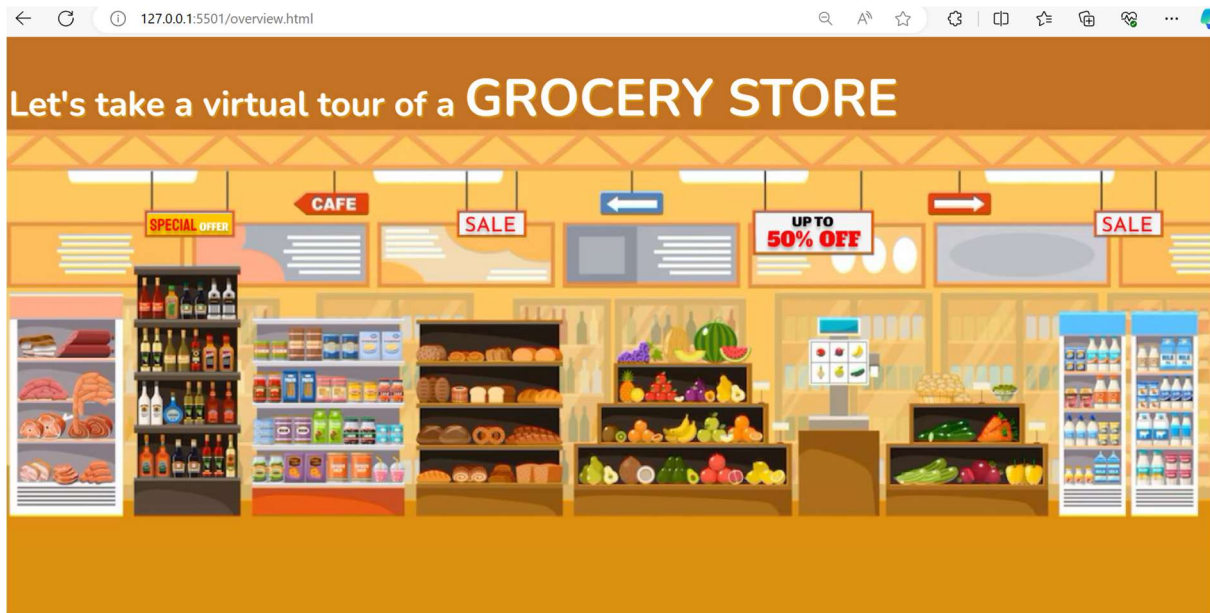 127.0.0.1:5501/overview.html
Let's take a virtual tour of a GROCERY STORE
CAFE
SPECIAL OFFER
SALE
UP TO
50% OFF
SALE